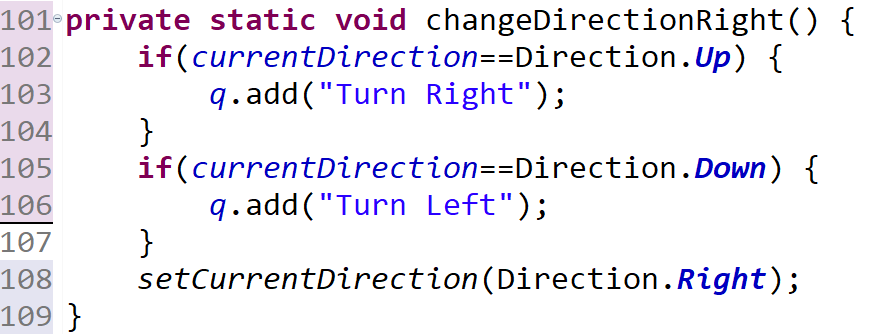 101 private static void changeDirectionRight() {
102     if(currentDirection==Direction.Up) {
103         q.add("Turn Right");
104     }
105     if(currentDirection==Direction.Down) {
106         q.add("Turn Left");
107     }
108     setCurrentDirection(Direction.Right);
109 }